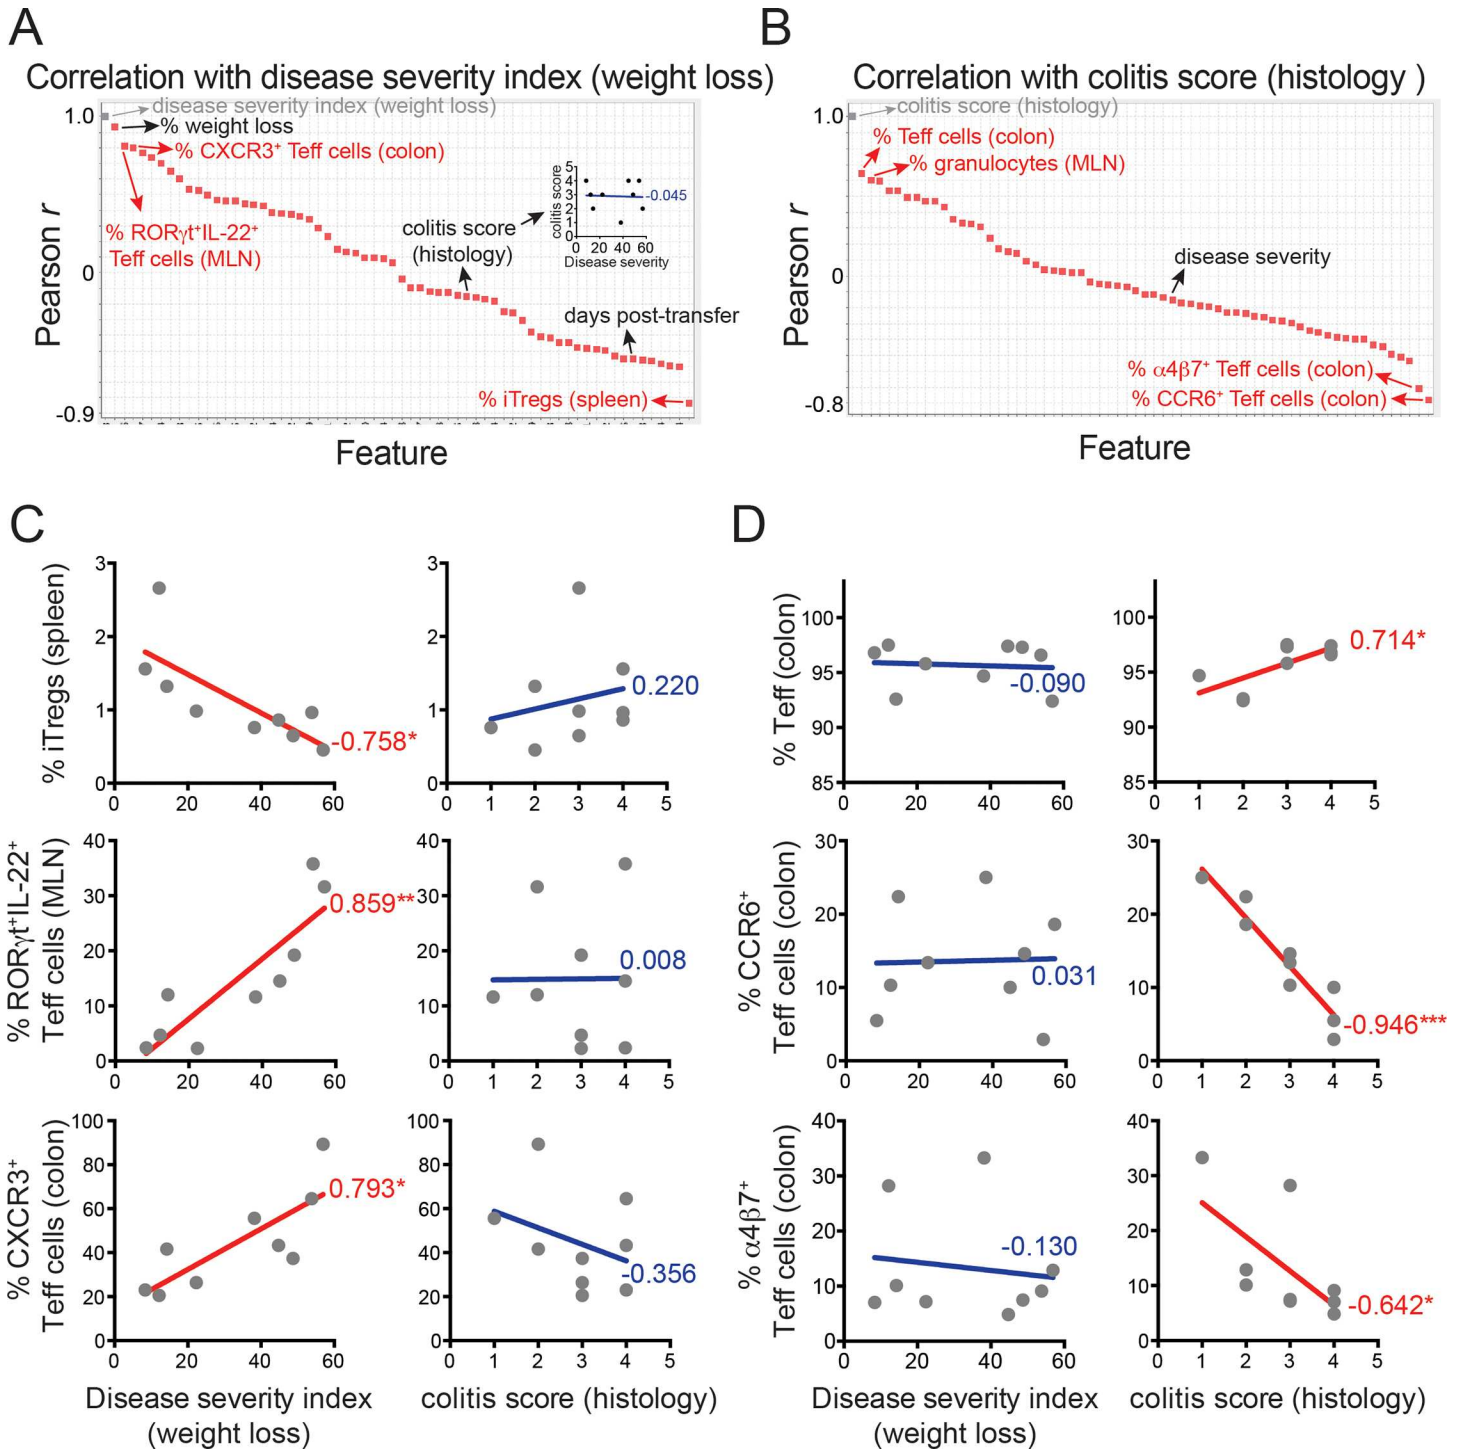 A
B
Correlation with disease severity index (weight loss)
Correlation with colitis score (histology )
1.0
disease severity index (weight loss)
% weight loss
% CXCR3⁺ Teff cells (colon)
% RORγt⁺IL-22⁺
Teff cells (MLN)
colitis score
(histology)
5
4
3
2
1
0
colitis score
-0.045
0 20 40 60
Disease severity
days post-transfer
% iTregs (spleen)
0
-0.9
Pearson r
Feature
1.0
colitis score (histology)
% Teff cells (colon)
% granulocytes (MLN)
disease severity
% α4β7⁺ Teff cells (colon)
% CCR6⁺ Teff cells (colon)
0
-0.8
Pearson r
Feature
C
D
% iTregs (spleen)
3
2
1
0
-0.758*
0 20 40 60
3
2
1
0
0.220
0 1 2 3 4 5
% Teff (colon)
100
95
90
85
-0.090
0 20 40 60
100
95
90
85
0.714*
0 1 2 3 4 5
% RORγt⁺IL-22⁺
Teff cells (MLN)
40
30
20
10
0
0.859**
0 20 40 60
40
30
20
10
0
0.008
0 1 2 3 4 5
% CCR6⁺
Teff cells (colon)
30
20
10
0
0.031
0 20 40 60
30
20
10
0
-0.946***
0 1 2 3 4 5
% CXCR3⁺
Teff cells (colon)
100
80
60
40
20
0
0.793*
0 20 40 60
100
80
60
40
20
0
-0.356
0 1 2 3 4 5
% α4β7⁺
Teff cells (colon)
40
30
20
10
0
-0.130
0 20 40 60
40
30
20
10
0
-0.642*
0 1 2 3 4 5
Disease severity index
(weight loss)
colitis score (histology)
Disease severity index
(weight loss)
colitis score (histology)